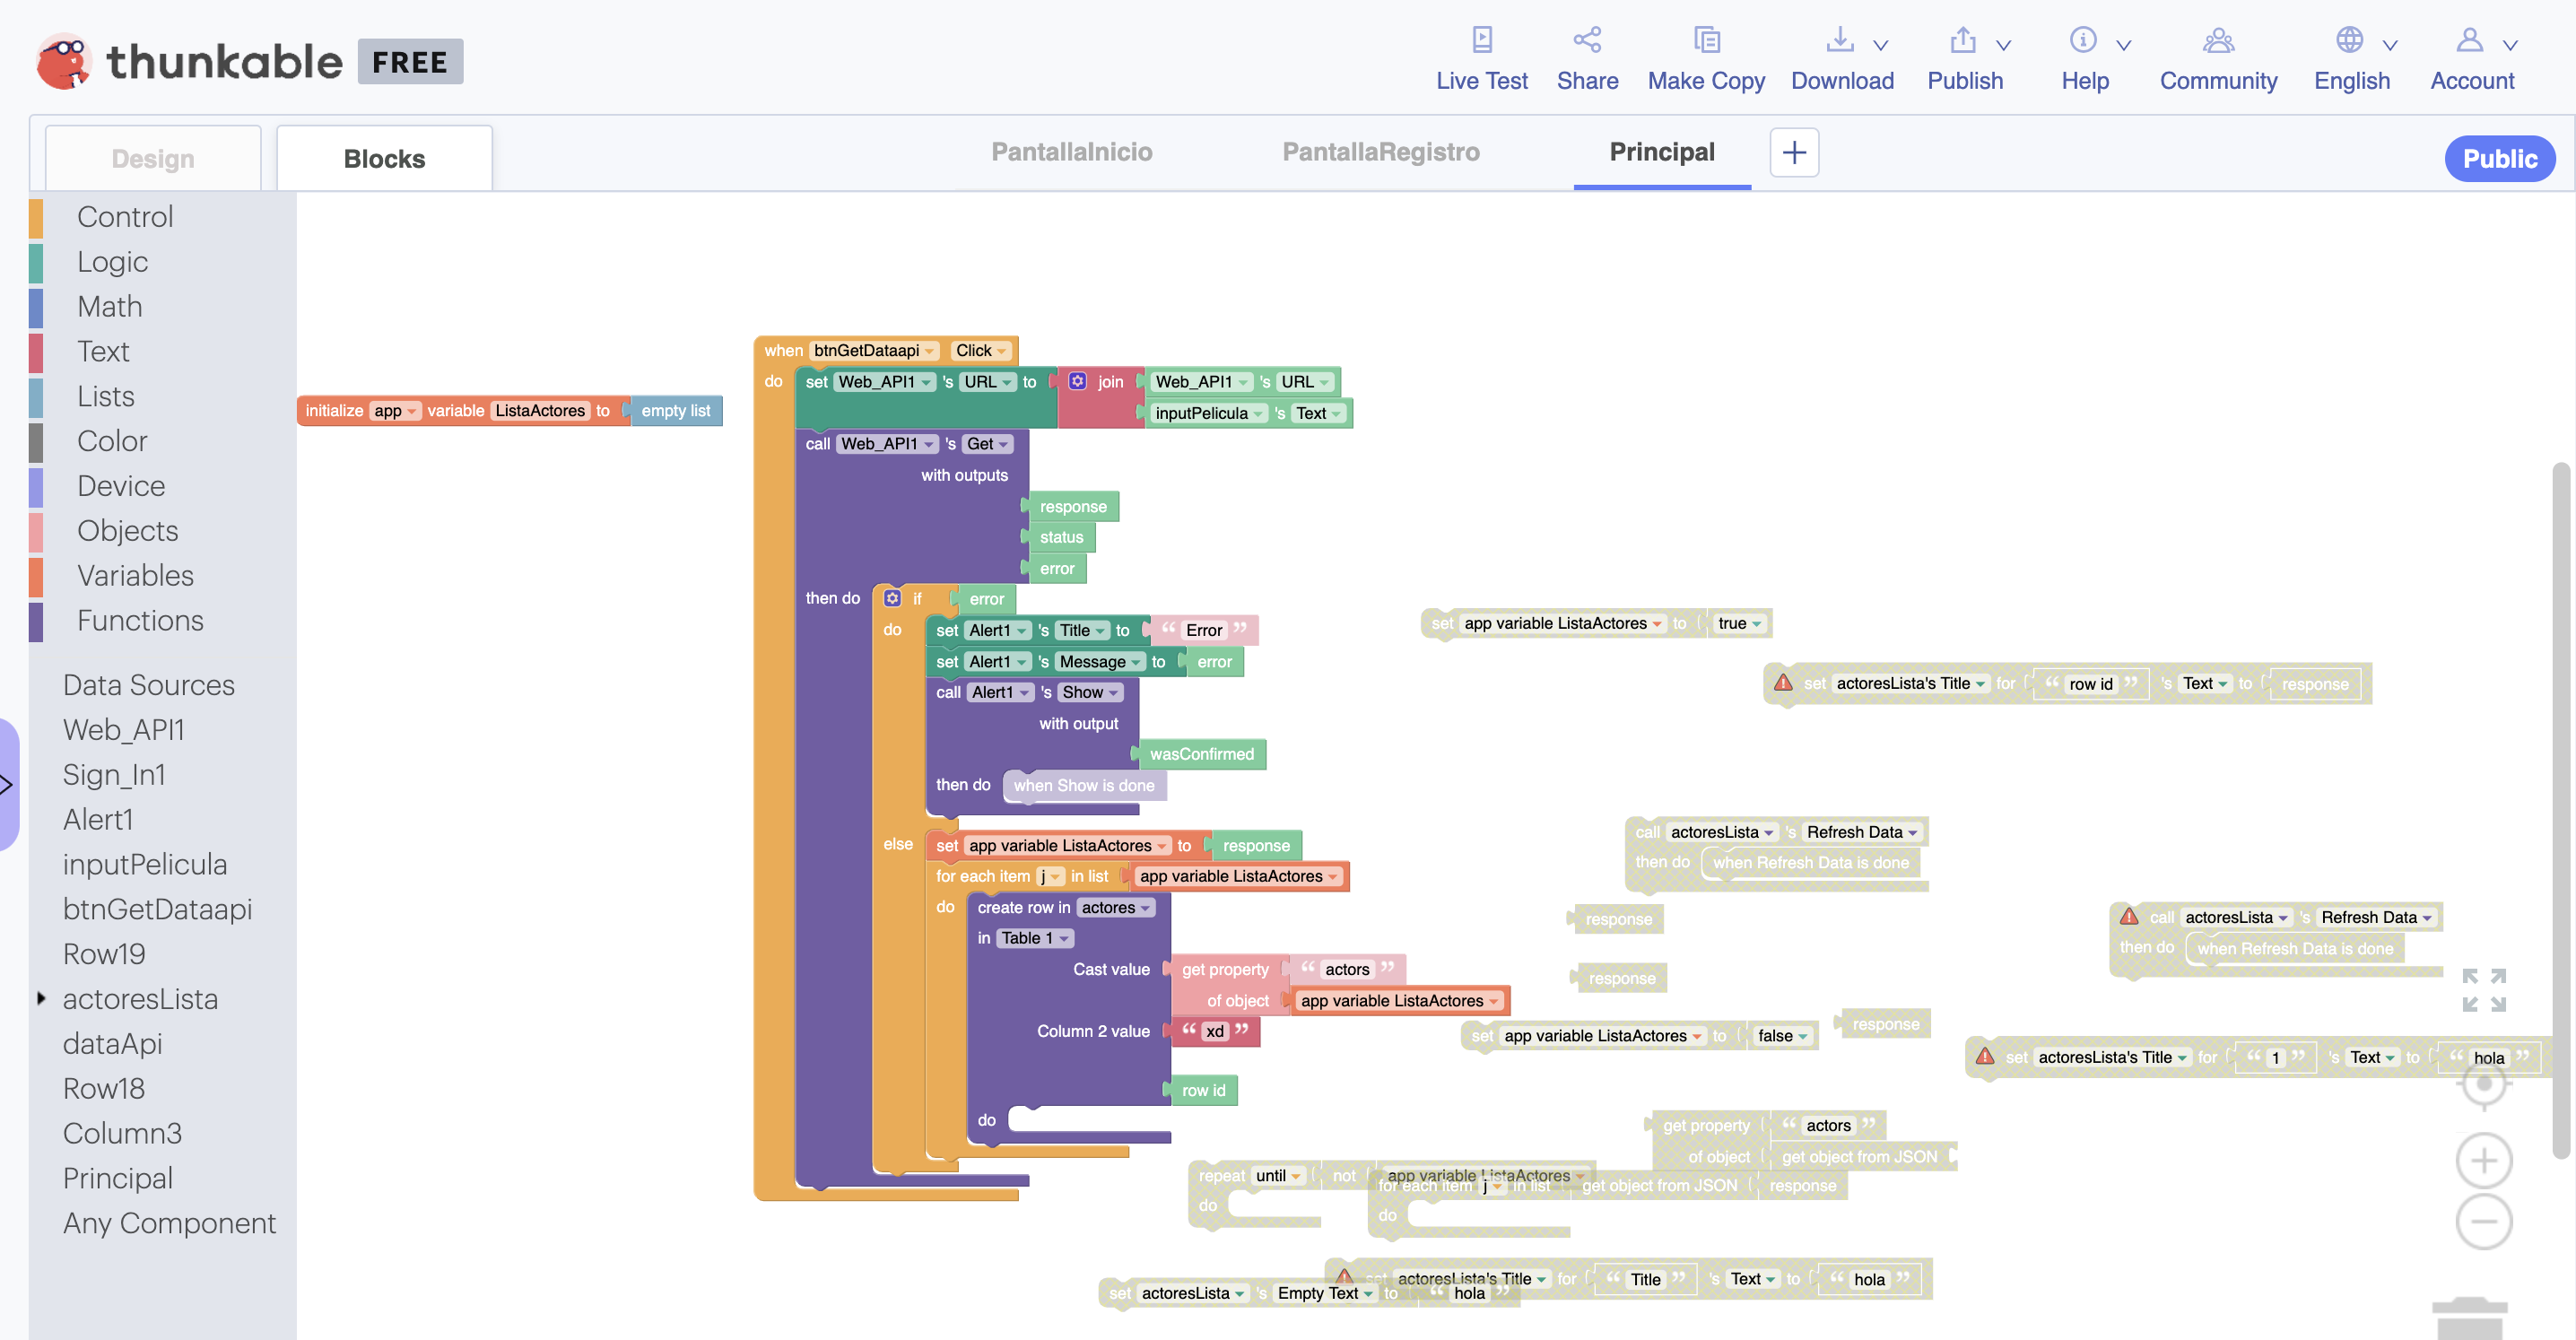 thunkable FREE
Live Test Share Make Copy Download Publish Help Community English Account
Design Blocks PantallaInicio PantallaRegistro Principal + Public
Control
Logic
Math
Text
Lists
Color
Device
Objects
Variables
Functions
Data Sources
Web_API1
Sign_In1
Alert1
inputPelicula
btnGetDataapi
Row19
actoresLista
dataApi
Row18
Column3
Principal
Any Component
initialize app variable ListaActores to empty list
when btnGetDataapi Click
do set Web_API1 's URL to join Web_API1 's URL
inputPelicula 's Text
call Web_API1 's Get
with outputs
response
status
error
then do if error
do set Alert1 's Title to “ Error ”
set Alert1 's Message to error
call Alert1 's Show
with output
wasConfirmed
then do when Show is done
else set app variable ListaActores to response
for each item j in list app variable ListaActores
do create row in actores
in Table 1
Cast value get property “ actors ”
of object app variable ListaActores
Column 2 value “ xd ”
row id
do
set app variable ListaActores to true
set actoresLista's Title for “ row id ” 's Text to response
call actoresLista 's Refresh Data
then do when Refresh Data is done
response
call actoresLista 's Refresh Data
then do when Refresh Data is done
response
set app variable ListaActores to false
response
set actoresLista's Title for “ 1 ” 's Text to “ hola ”
get property “ actors ”
of object get object from JSON
repeat until not app variable ListaActores
do
for each item j in list get object from JSON response
do
set actoresLista's Title for “ Title ” 's Text to “ hola ”
set actoresLista 's Empty Text to “ hola ”